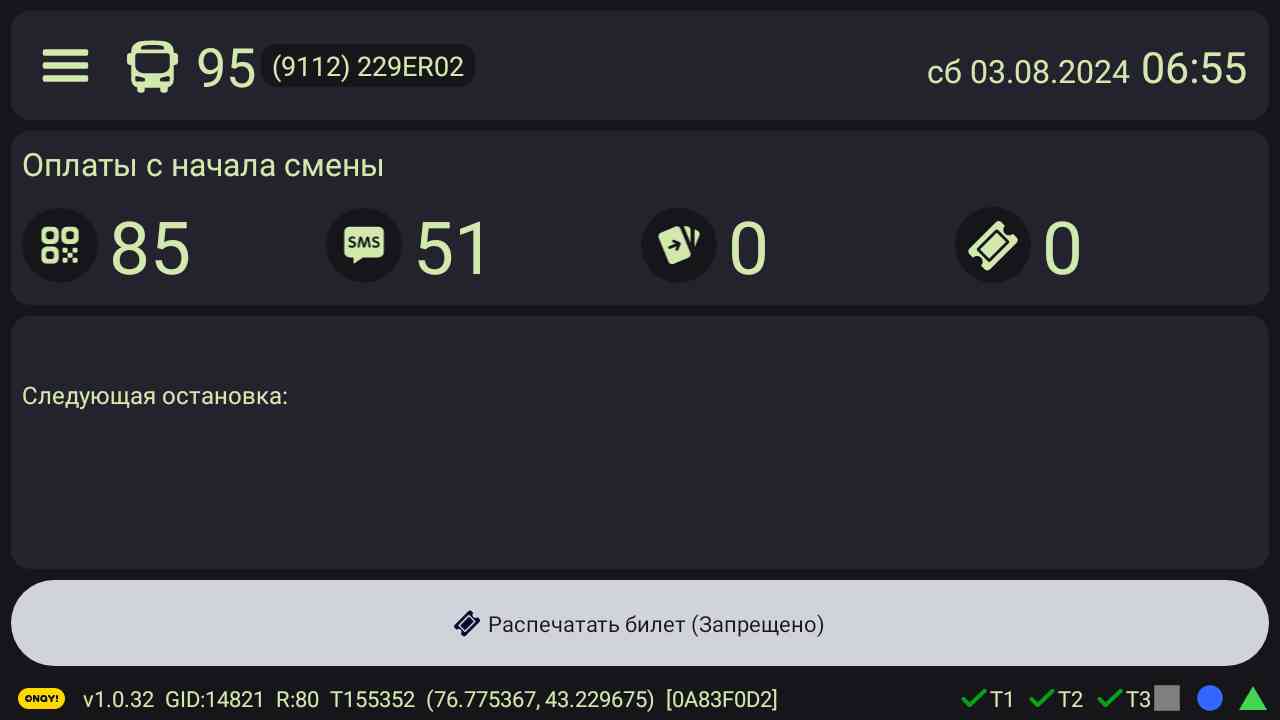 95 (9112) 229ER02 сб 03.08.2024 06:55
Оплаты с начала смены
85 SMS 51 0 0
Следующая остановка:
Распечатать билет (Запрещено)
ONAY! v1.0.32 GID:14821 R:80 T155352 (76.775367, 43.229675) [0A83F0D2] T1 T2 T3